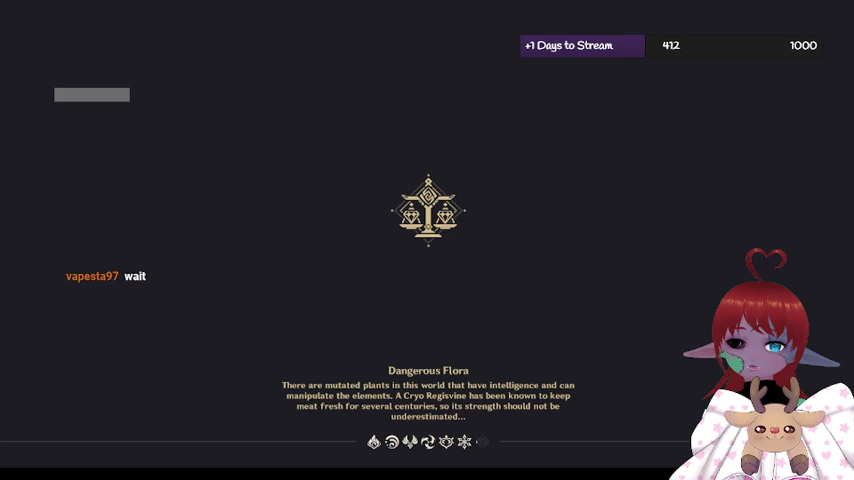 +1 Days to Stream 412 1000
vapesta97 wait
Dangerous Flora
There are mutated plants in this world that have intelligence and can
manipulate the elements. A Cryo Regisvine has been known to keep
meat fresh for several centuries, so its strength should not be
underestimated...